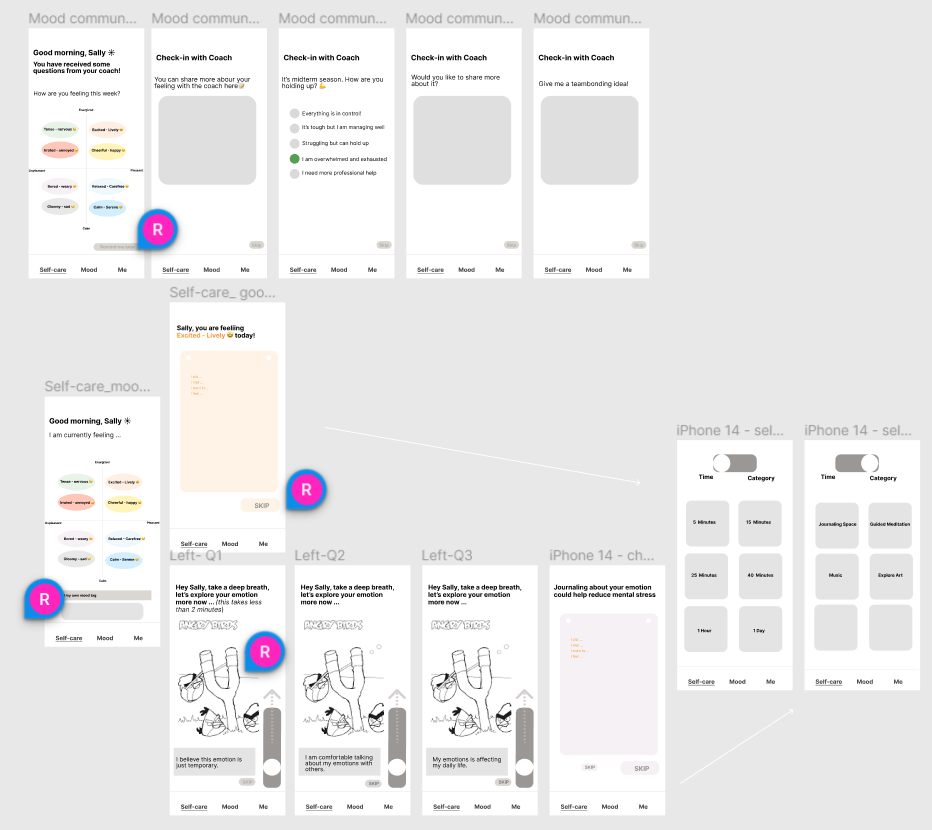 Mood commun...
Mood commun...
Mood commun...
Mood commun...
Mood commun...
Good morning, Sally ☀
You have received some
questions from your coach!
How are you feeling this week?
Energized
Tense - nervous
Excited - Lively
Irrated - annoyed
Cheerful - happy
Unpleasant
Pleasant
Bored - weary
Relaxed - Carefree
Gloomy - sad
Calm - Serene
Calm
R
Self-care
Mood
Me
Check-in with Coach
You can share more abour your
feeling with the coach here📝
Skip
Self-care
Mood
Me
Check-in with Coach
It's midterm season. How are you
holding up? 💪
Everything is in control!
It's tough but I am managing well
Struggling but can hold up
I am overwhelmed and exhausted
I need more professional help
Skip
Self-care
Mood
Me
Check-in with Coach
Would you like to share more
about it?
Skip
Self-care
Mood
Me
Check-in with Coach
Give me a teambonding idea!
Skip
Self-care
Mood
Me
Self-care_ goo...
Sally, you are feeliing
Excited - Lively 😄 today!
SKIP
R
Self-care
Mood
Me
Self-care_moo...
Good morning, Sally ☀
I am currently feeling ...
Energized
Tense - nervous
Excited - Lively
Irrated - annoyed
Cheerful - happy
Unpleasant
Pleasant
Bored - weary
Relaxed - Carefree
Gloomy - sad
Calm - Serene
Calm
my own mood tag
R
Self-care
Mood
Me
Left- Q1
Hey Sally, take a deep breath,
let's explore your emotion
more now ... (this takes less
than 2 minutes)
ANGRY BIRDS
R
I believe this emotion is
just temporary.
SKIP
Self-care
Mood
Me
Left-Q2
Hey Sally, take a deep breath,
let's explore your emotion
more now ...
ANGRY BIRDS
I am comfortable talking
about my emotions with
others.
SKIP
Self-care
Mood
Me
Left-Q3
Hey Sally, take a deep breath,
let's explore your emotion
more now ...
ANGRY BIRDS
My emotions is affecting
my daily life.
SKIP
Self-care
Mood
Me
iPhone 14 - ch...
Journaling about your emotion
could help reduce mental stress
SKIP
SKIP
Self-care
Mood
Me
iPhone 14 - sel...
Time
Category
5 Minutes
15 Minutes
25 Minutes
40 Minutes
1 Hour
1 Day
Self-care
Mood
Me
iPhone 14 - sel...
Time
Category
Journaling Space
Guided Meditation
Music
Explore Art
Self-care
Mood
Me